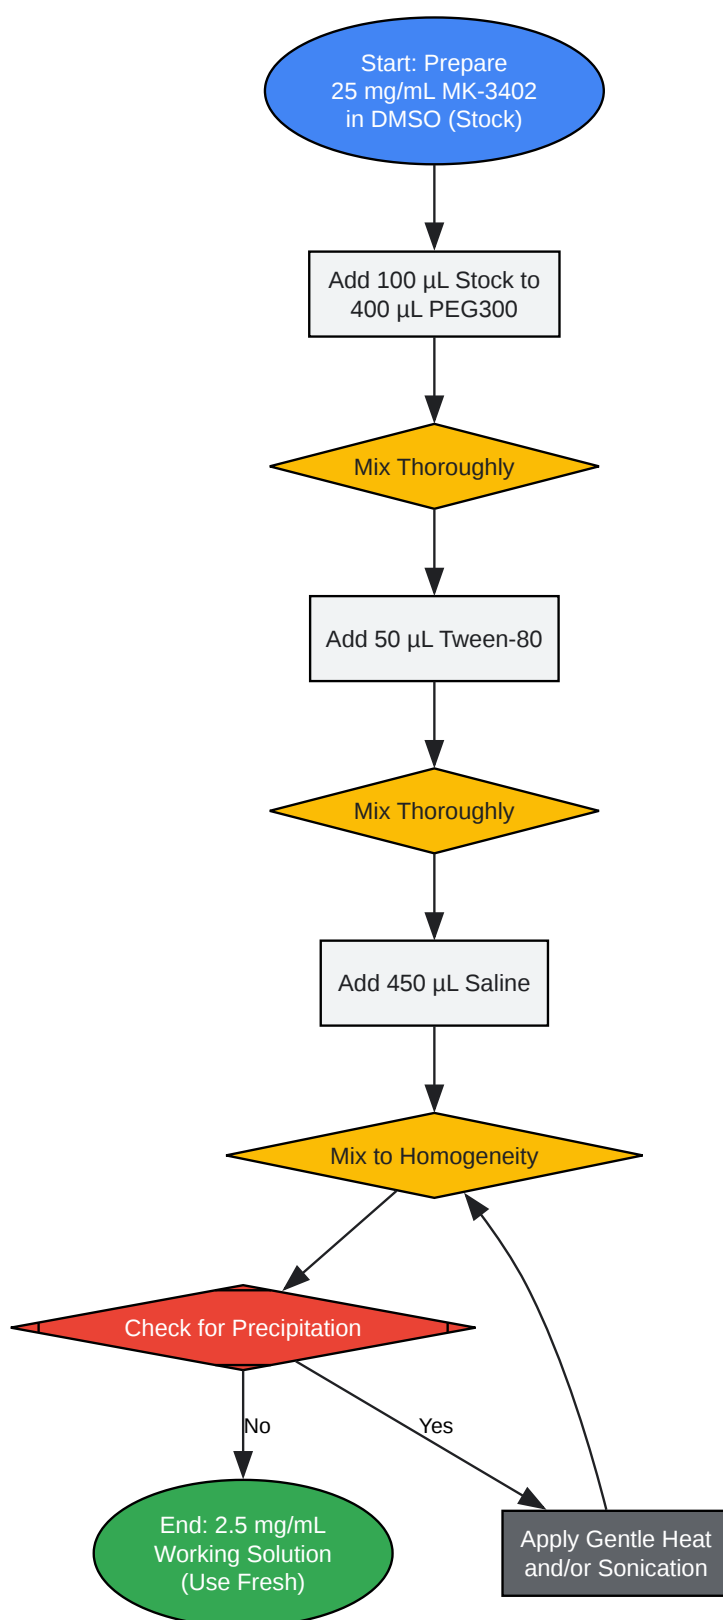 Start: Prepare
25 mg/mL MK-3402
in DMSO (Stock)
Add 100 µL Stock to
400 µL PEG300
Mix Thoroughly
Add 50 µL Tween-80
Mix Thoroughly
Add 450 µL Saline
Mix to Homogeneity
Check for Precipitation
No
Yes
End: 2.5 mg/mL
Working Solution
(Use Fresh)
Apply Gentle Heat
and/or Sonication